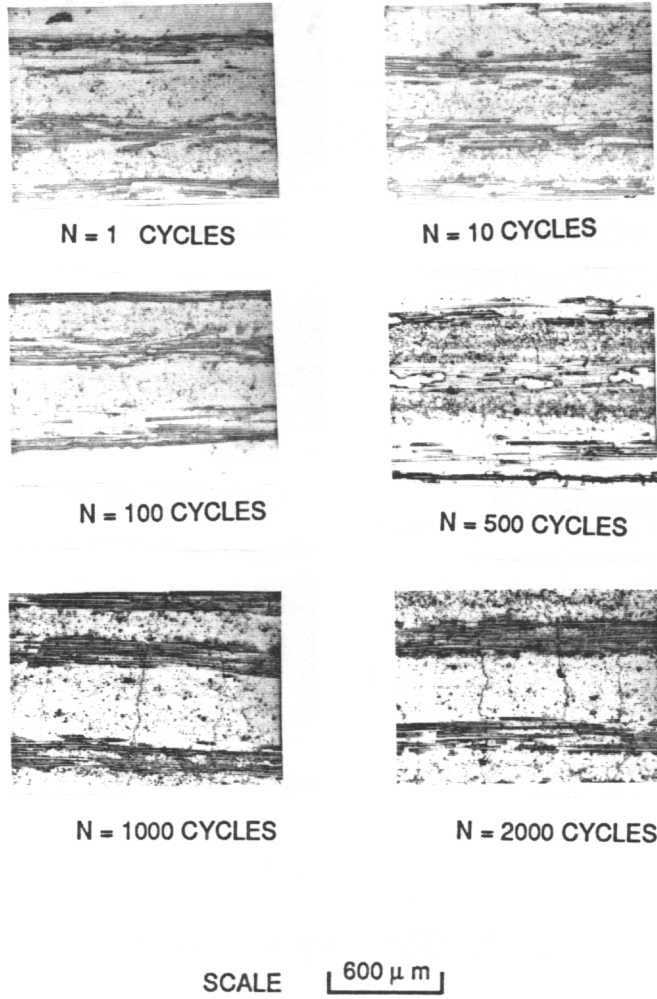 N = 1 CYCLES
N = 10 CYCLES
N = 100 CYCLES
N = 500 CYCLES
N = 1000 CYCLES
N = 2000 CYCLES
SCALE 600 μ m